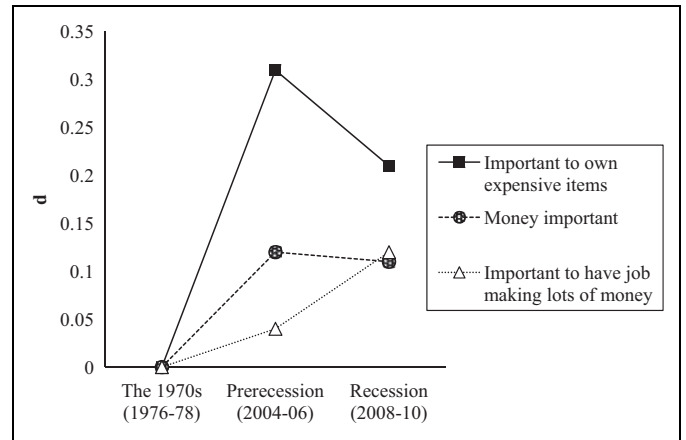 0.35
0.3
0.25
0.2
0.15
0.1
0.05
0
d
The 1970s
(1976-78)
Prerecession
(2004-06)
Recession
(2008-10)
Important to own
expensive items
Money important
Important to have job
making lots of money